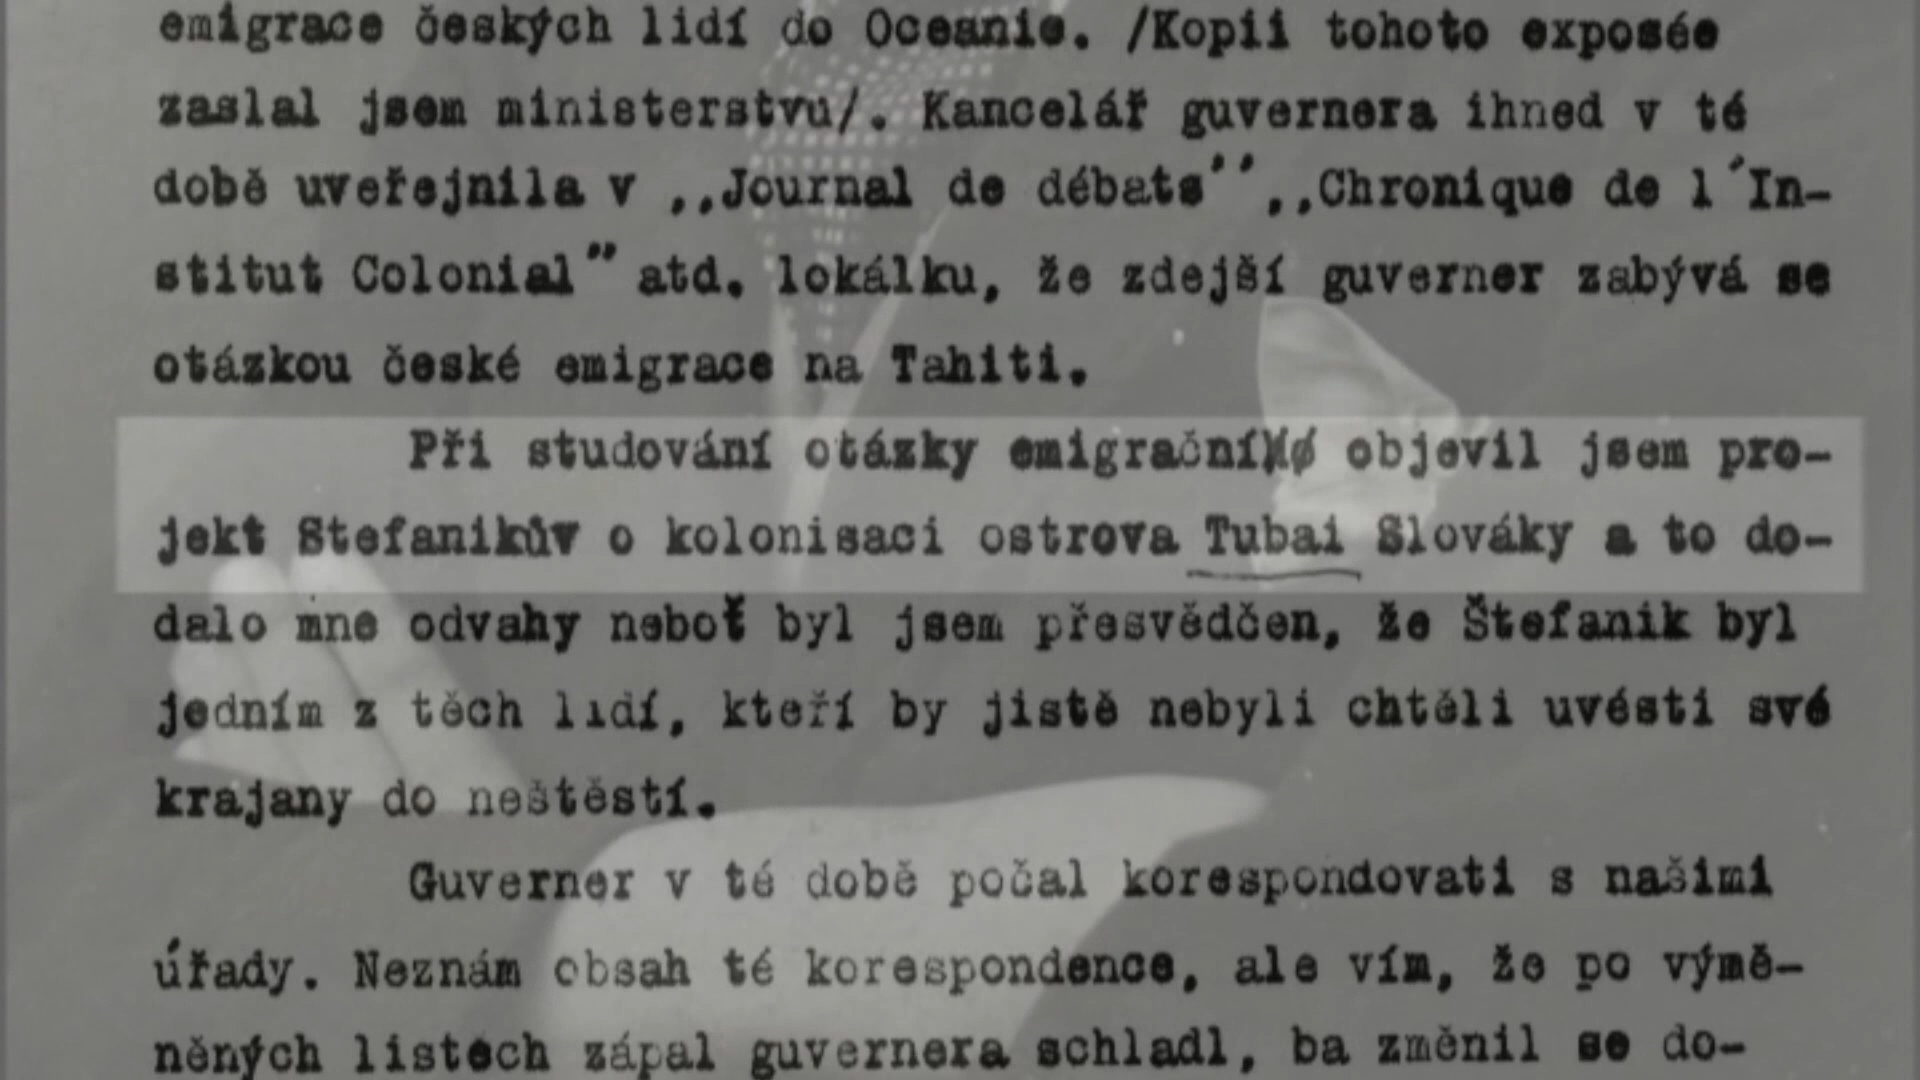 emigrace českých lidí do Oceanie. /Kopii tohoto exposée
zaslal jsem ministerstvu/. Kancelář guvernera ihned v té
době uveřejnila v ,,Journal de débats'' ,,Chronique de l´In-
stitut Colonial" atd. lokálku, že zdejší guverner zabývá se
otázkou české emigrace na Tahiti.
Při studování otázky emigrační objevil jsem pro-
jekt Stefanikův o kolonisaci ostrova Tubai Slováky a to do-
dalo mne odvahy neboť byl jsem přesvědčen, že Štefanik byl
jedním z těch lidí, kteří by jistě nebyli chtěli uvésti své
krajany do neštěstí.
Guverner v té době počal korespondovati s našimi
úřady. Neznám obsah té korespondence, ale vím, že po výmě-
něných listech zápal guvernera schladl, ba změnil se do-